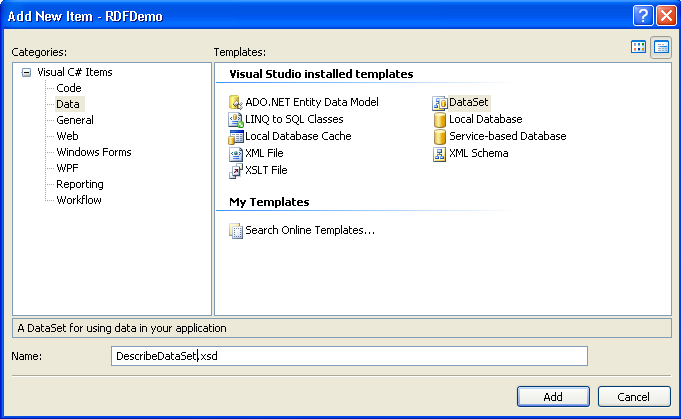 Add New Item - RDFDemo
Categories:
Templates:
Visual C# Items
Code
Data
General
Web
Windows Forms
WPF
Reporting
Workflow
Visual Studio installed templates
ADO.NET Entity Data Model
DataSet
LINQ to SQL Classes
Local Database
Local Database Cache
Service-based Database
XML File
XML Schema
XSLT File
My Templates
Search Online Templates...
A DataSet for using data in your application
Name:
DescribeDataSet.xsd
Add
Cancel